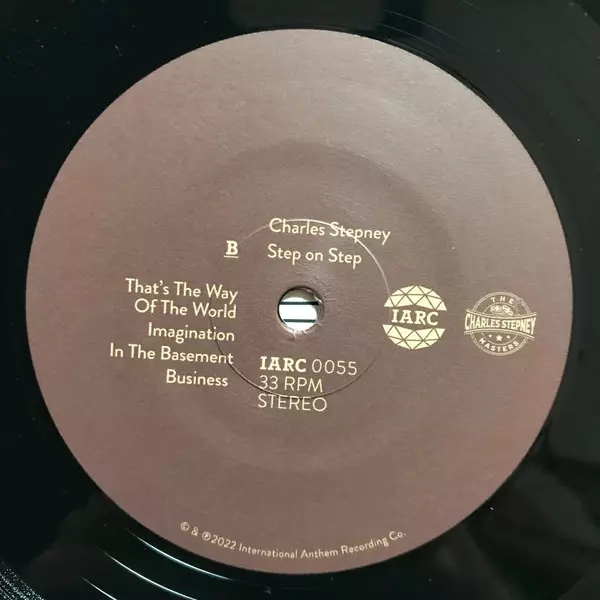 Charles Stepney
B
Step on Step
That's The Way
Of The World
Imagination
In The Basement
Business
IARC 0055
33 RPM
STEREO
IARC
THE
CHARLES STEPNEY
MASTERS
© & ℗2022 International Anthem Recording Co.